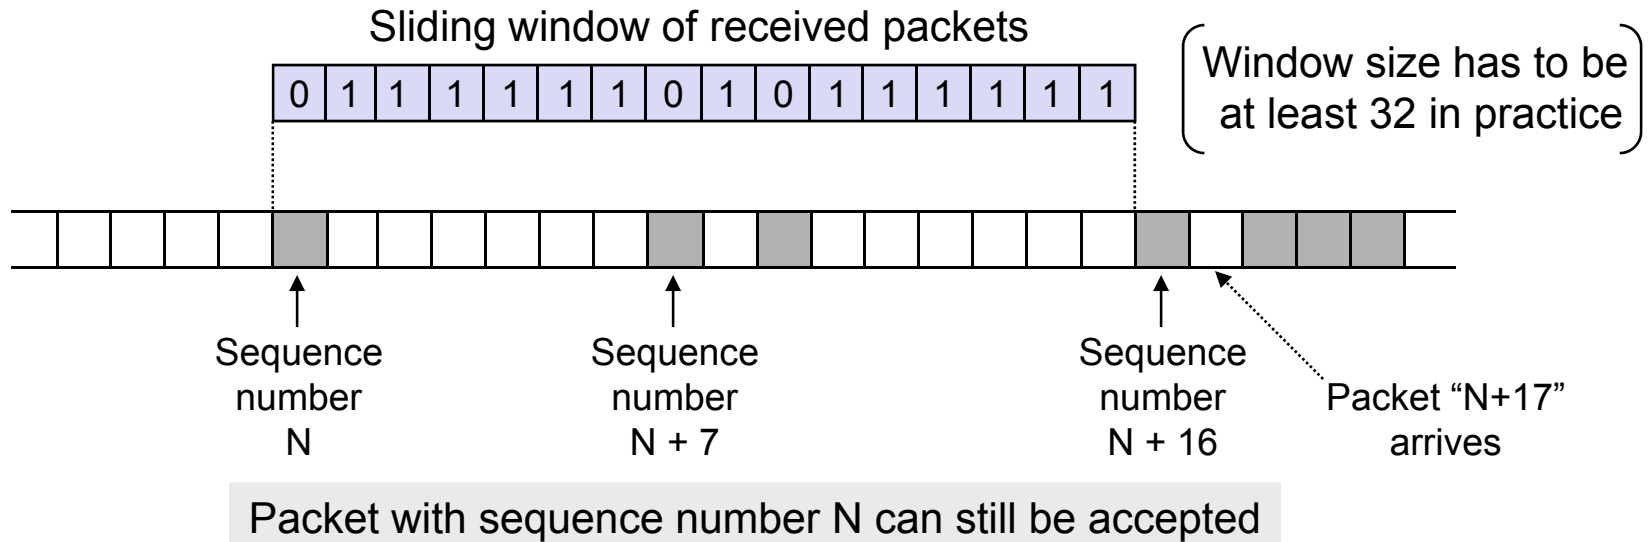 Sliding window of received packets
Window size has to be
at least 32 in practice
0 1 1 1 1 1 1 0 1 0 1 1 1 1 1 1
Sequence
number
N
Sequence
number
N + 7
Sequence
number
N + 16
Packet “N+17”
arrives
Packet with sequence number N can still be accepted